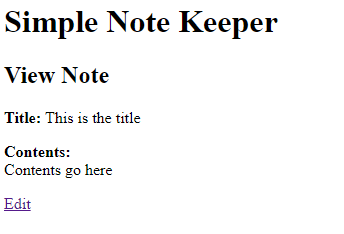 Simple Note Keeper
View Note
Title: This is the title
Contents:
Contents go here
Edit